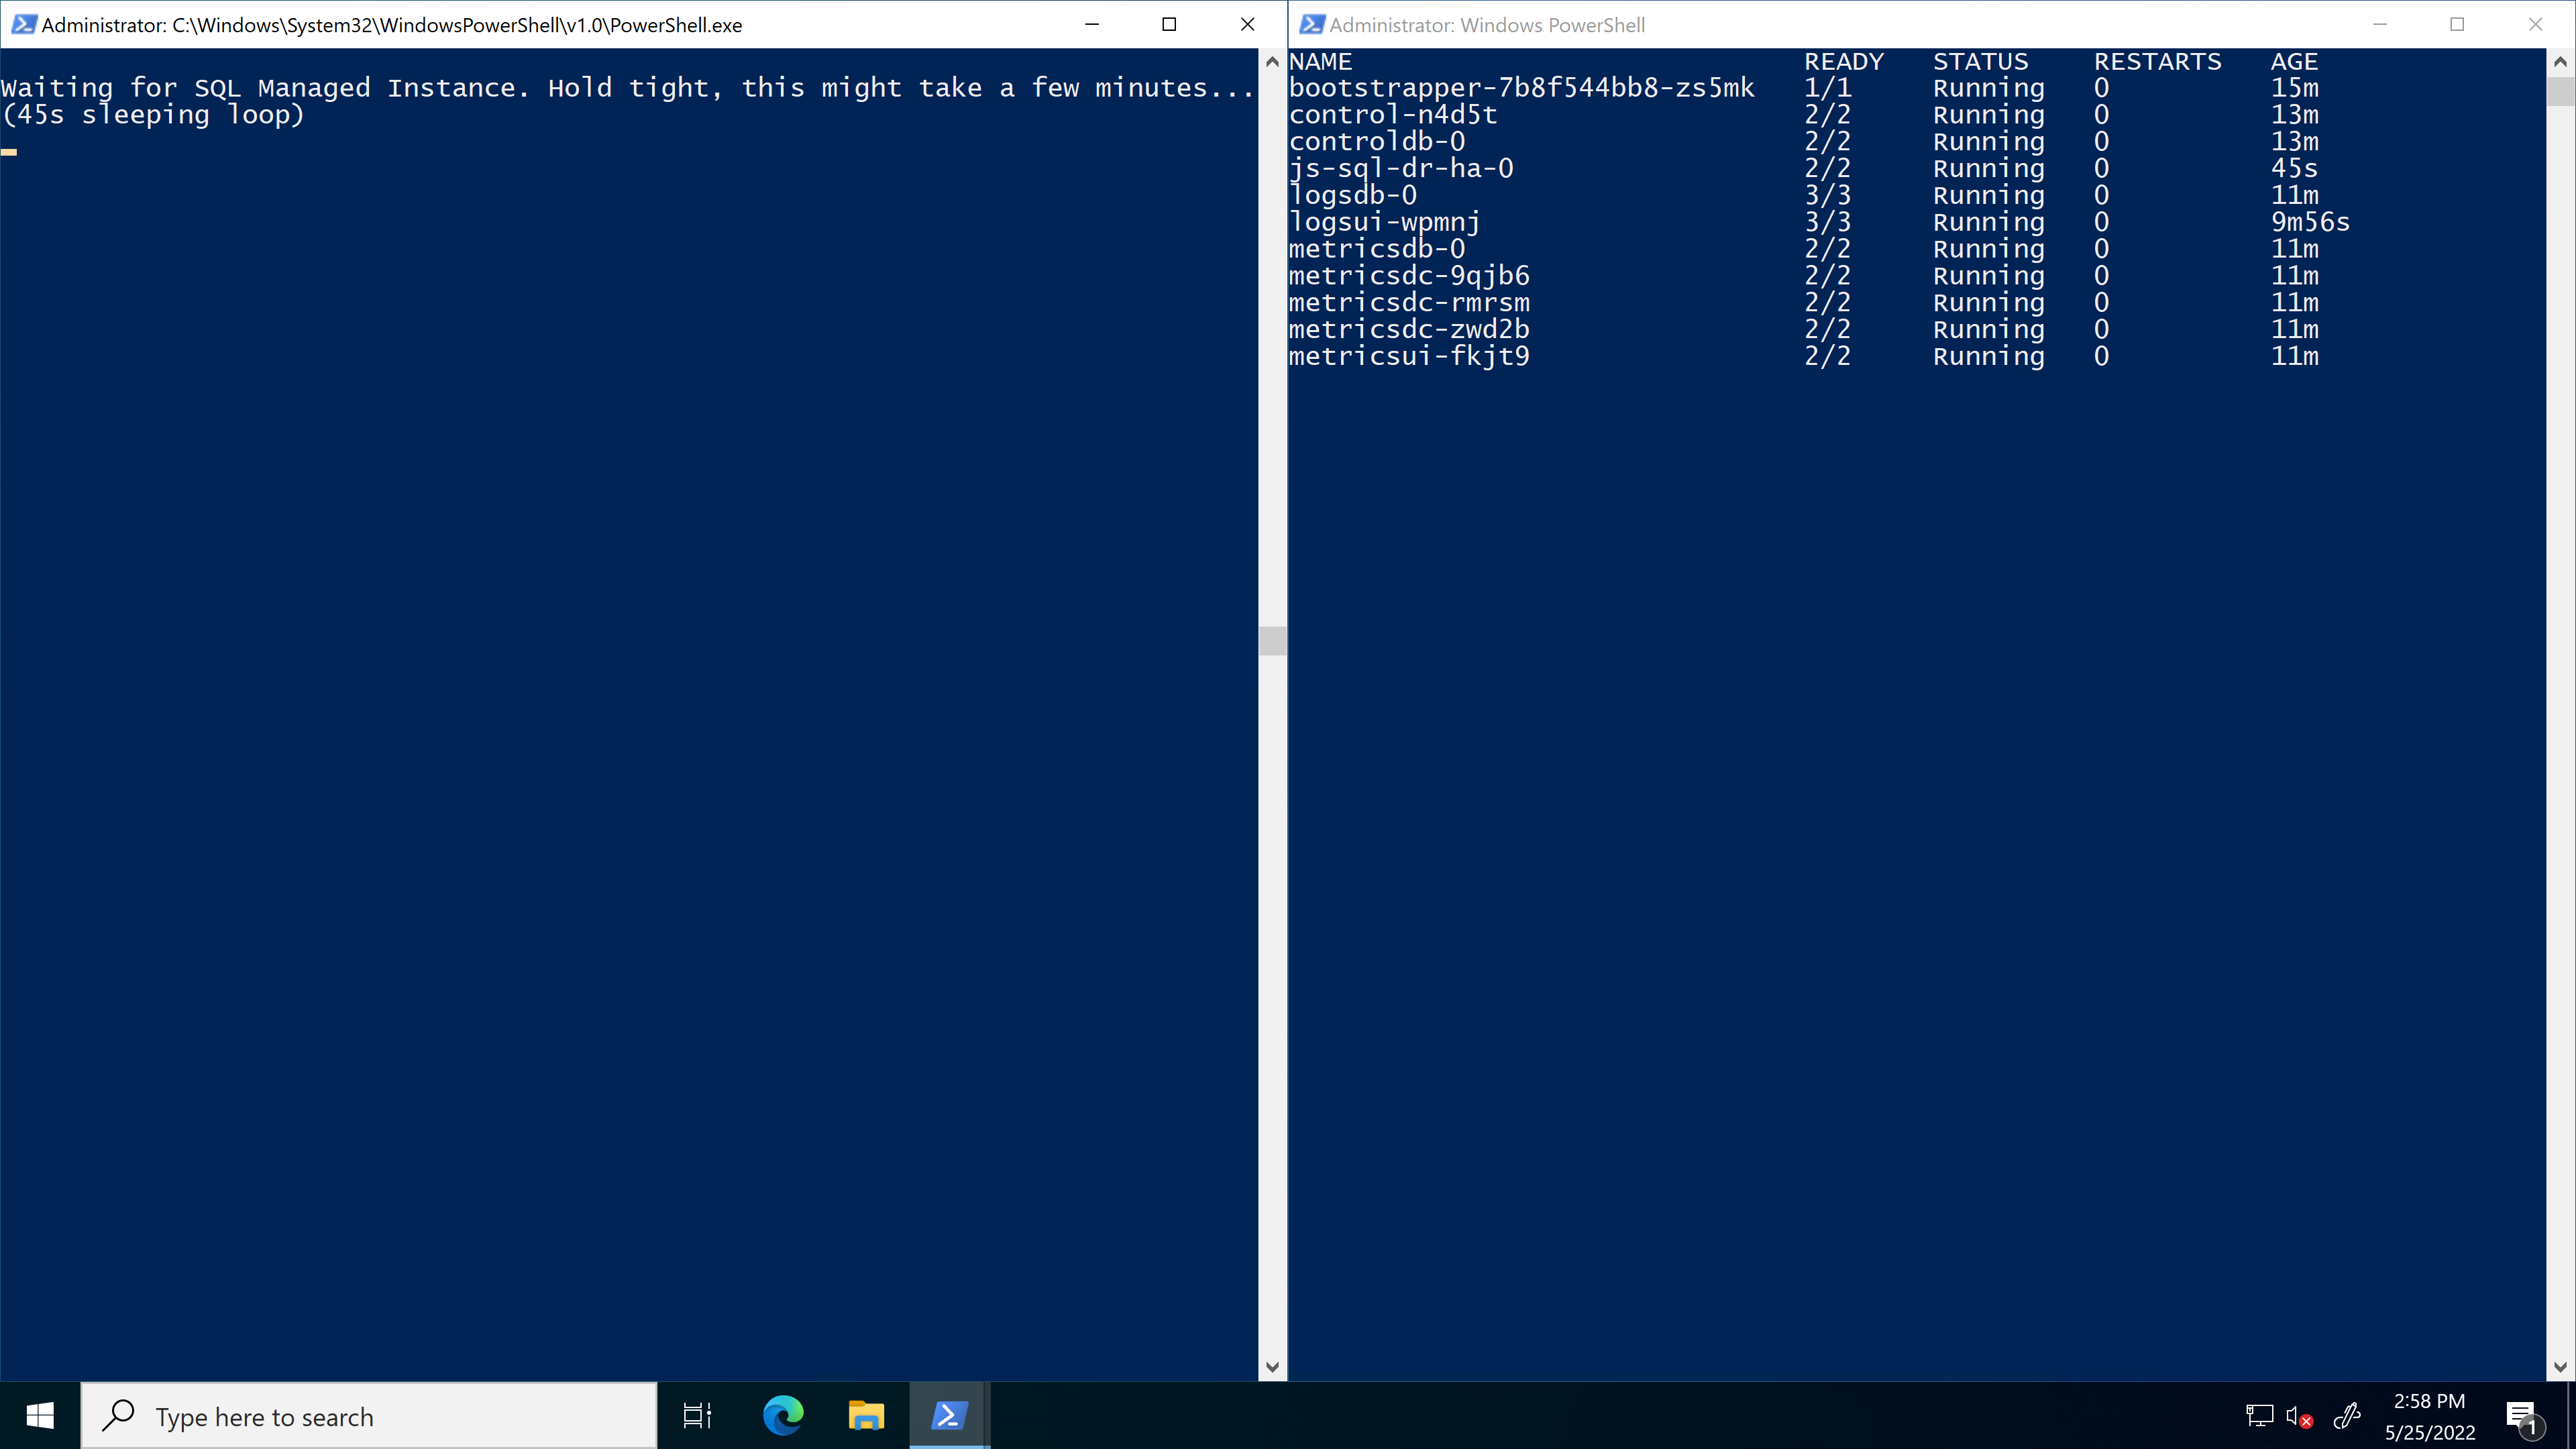 Administrator: C:\Windows\System32\WindowsPowerShell\v1.0\PowerShell.exe
Waiting for SQL Managed Instance. Hold tight, this might take a few minutes...
(45s sleeping loop)
Administrator: Windows PowerShell
NAME READY STATUS RESTARTS AGE
bootstrapper-7b8f544bb8-zs5mk 1/1 Running 0 15m
control-n4d5t 2/2 Running 0 13m
controldb-0 2/2 Running 0 13m
js-sql-dr-ha-0 2/2 Running 0 45s
logsdb-0 3/3 Running 0 11m
logsui-wpmnj 3/3 Running 0 9m56s
metricsdb-0 2/2 Running 0 11m
metricsdc-9qjb6 2/2 Running 0 11m
metricsdc-rmrsm 2/2 Running 0 11m
metricsdc-zwd2b 2/2 Running 0 11m
metricsui-fkjt9 2/2 Running 0 11m
Type here to search
2:58 PM
5/25/2022
1